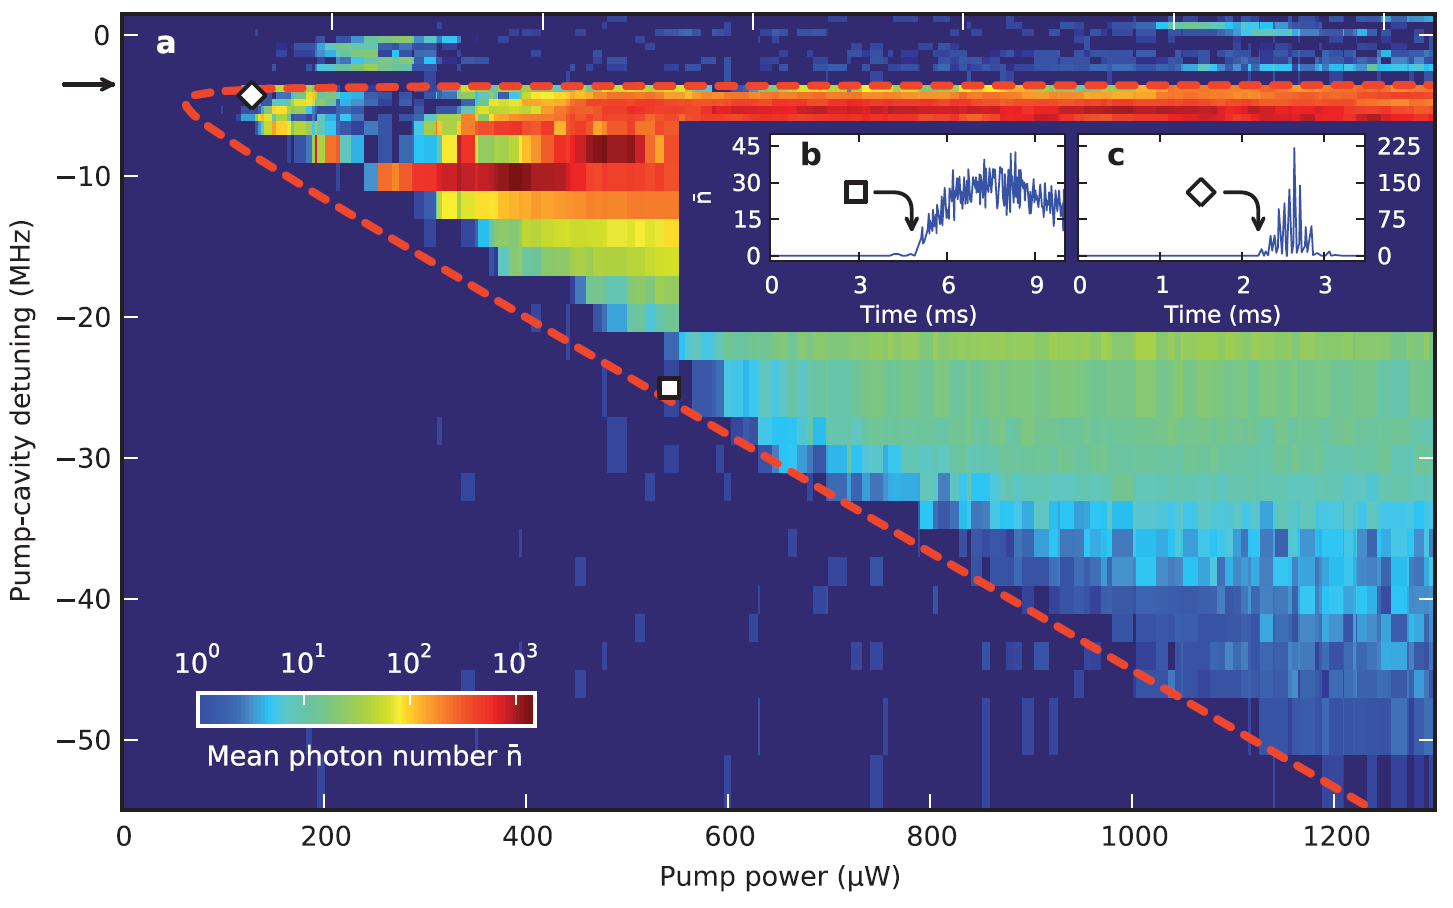 a
0
−10
−20
−30
−40
−50
Pump-cavity detuning (MHz)
b
45
30
15
0
n̄
0 3 6 9
Time (ms)
c
225
150
75
0
0 1 2 3
Time (ms)
10⁰ 10¹ 10² 10³
Mean photon number n̄
0 200 400 600 800 1000 1200
Pump power (μW)